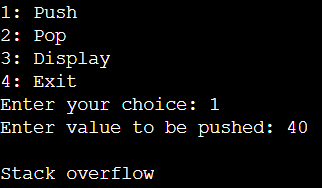 1: Push
2: Pop
3: Display
4: Exit
Enter your choice: 1
Enter value to be pushed: 40
Stack overflow